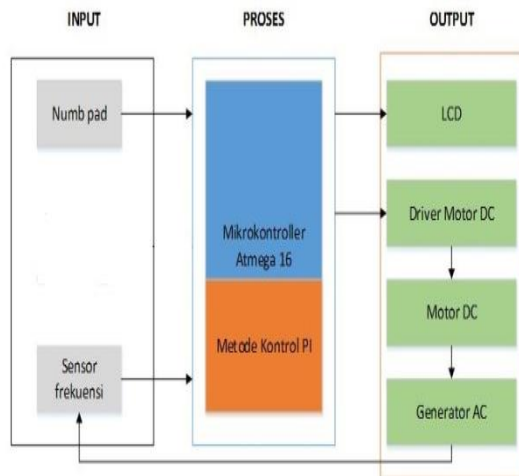 INPUT
PROSES
OUTPUT
Numb pad
LCD
Mikrokontroller
Atmega 16
Driver Motor DC
Metode Kontrol PI
Motor DC
Sensor
frekuensi
Generator AC